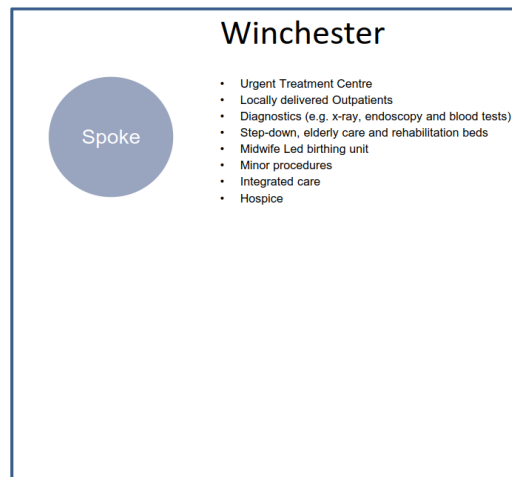 Winchester
Spoke
• Urgent Treatment Centre
• Locally delivered Outpatients
• Diagnostics (e.g. x-ray, endoscopy and blood tests)
• Step-down, elderly care and rehabilitation beds
• Midwife Led birthing unit
• Minor procedures
• Integrated care
• Hospice